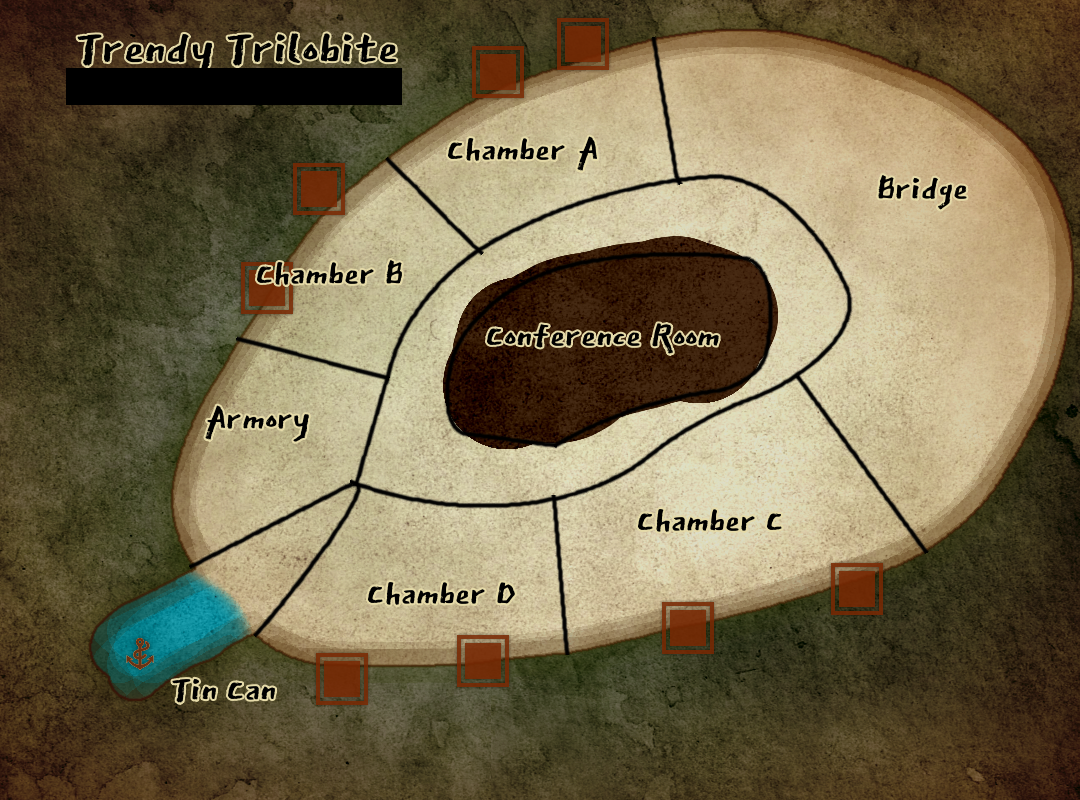 Trendy Trilobite
Chamber A
Bridge
Chamber B
Conference Room
Armory
Chamber C
Chamber D
Tin Can